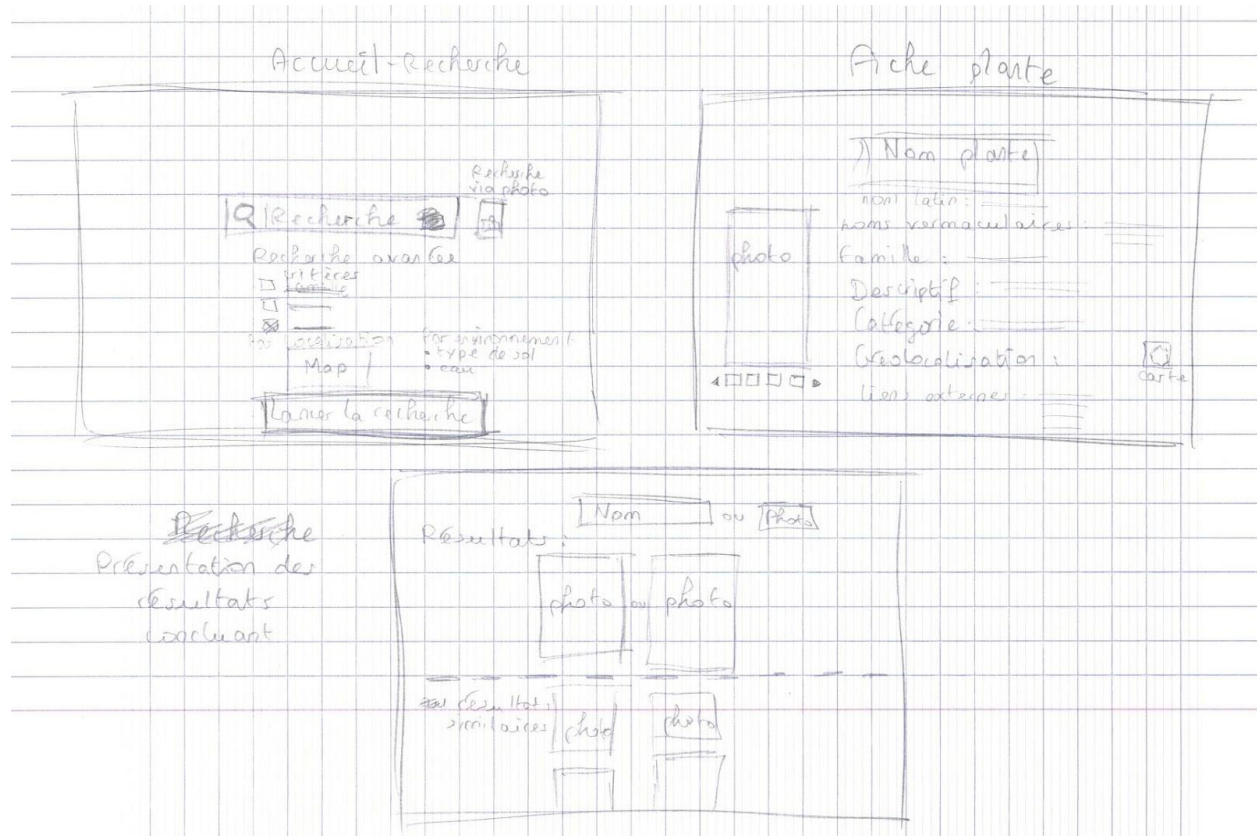 Accueil-Recherche
Recherche
via photo
Recherche
Recherche avancée
critères
Par localisation
Map
Par environnement
• type de sol
• eau
Lancer la recherche
Fiche plante
Nom plante
nom latin :
noms vernaculaires :
photo
Famille :
Descriptif :
Catégorie :
Géolocalisation :
carte
liens externes :
Recherche
Présentation des
résultats
concluant
Nom ou Photo
Résultats :
photo ou photo
résultats
similaires
photo photo